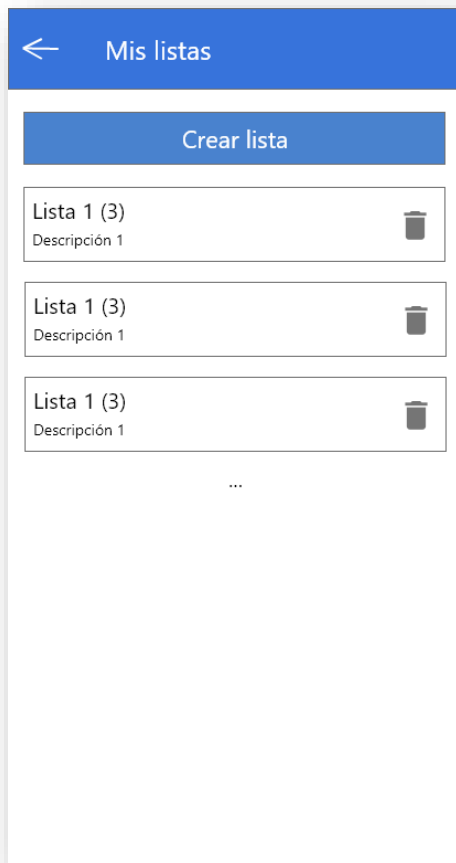 Mis listas
Crear lista
Lista 1 (3)
Descripción 1
Lista 1 (3)
Descripción 1
Lista 1 (3)
Descripción 1
...